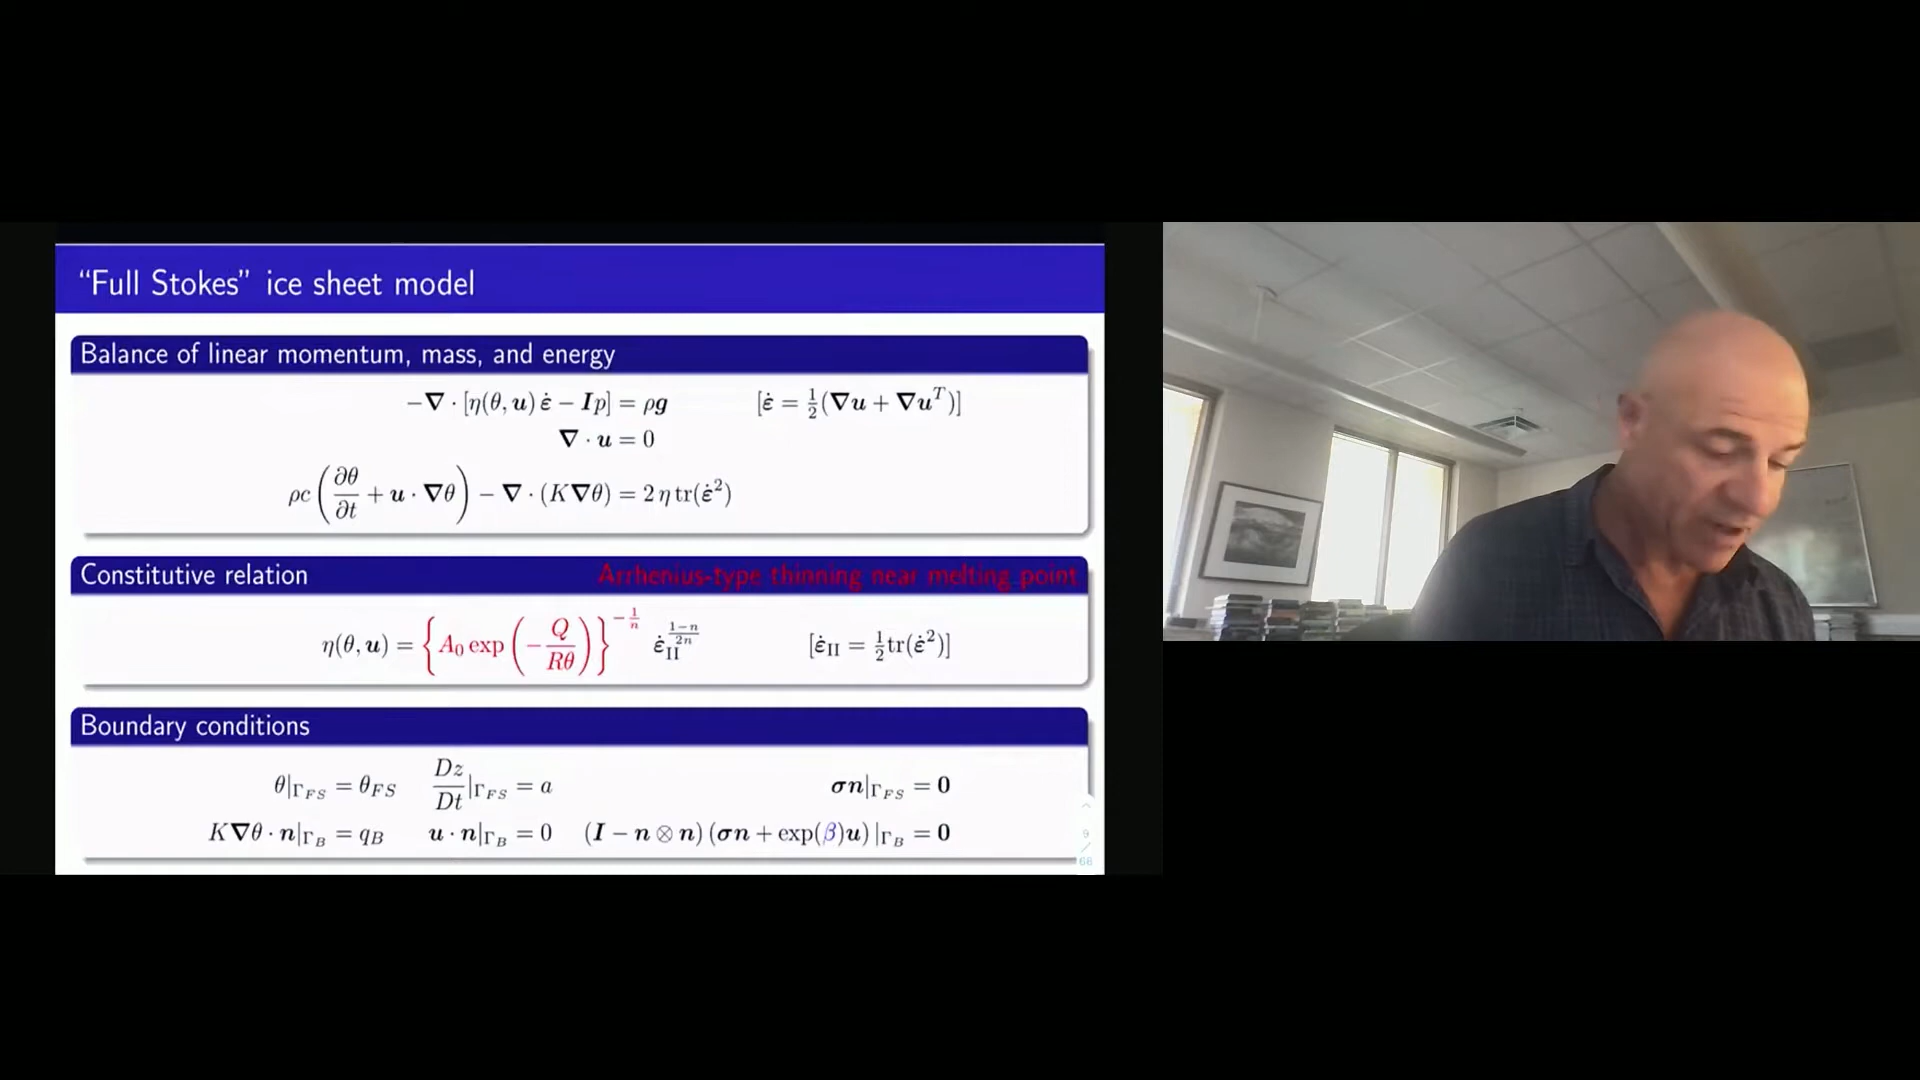 “Full Stokes” ice sheet model
Balance of linear momentum, mass, and energy
−∇ · [η(θ, u) ε̇ − Ip] = ρg [ε̇ = ½(∇u + ∇uᵀ)]
∇ · u = 0
ρc (∂θ/∂t + u · ∇θ) − ∇ · (K∇θ) = 2 η tr(ε̇²)
Constitutive relation Arrhenius-type thinning near melting point
η(θ, u) = {A₀ exp (−Q/Rθ)}^{−1/n} ε̇_II^{(1−n)/2n} [ε̇_II = ½tr(ε̇²)]
Boundary conditions
θ|Γ_FS = θ_FS Dz/Dt|Γ_FS = a σn|Γ_FS = 0
K∇θ · n|Γ_B = q_B u · n|Γ_B = 0 (I − n ⊗ n) (σn + exp(β)u) |Γ_B = 0
9
/
68